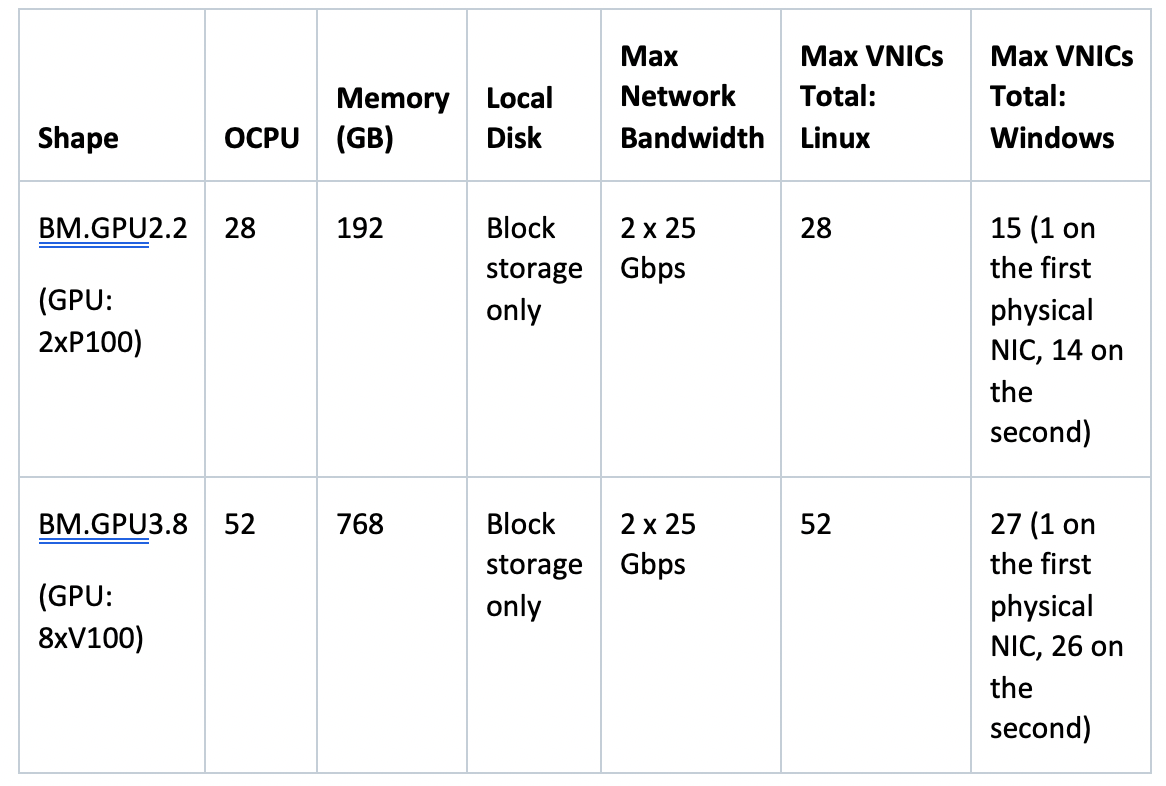 Shape
OCPU
Memory
(GB)
Local
Disk
Max
Network
Bandwidth
Max VNICs
Total:
Linux
Max VNICs
Total:
Windows
BM.GPU2.2
(GPU:
2xP100)
28
192
Block
storage
only
2 x 25
Gbps
28
15 (1 on
the first
physical
NIC, 14 on
the
second)
BM.GPU3.8
(GPU:
8xV100)
52
768
Block
storage
only
2 x 25
Gbps
52
27 (1 on
the first
physical
NIC, 26 on
the
second)